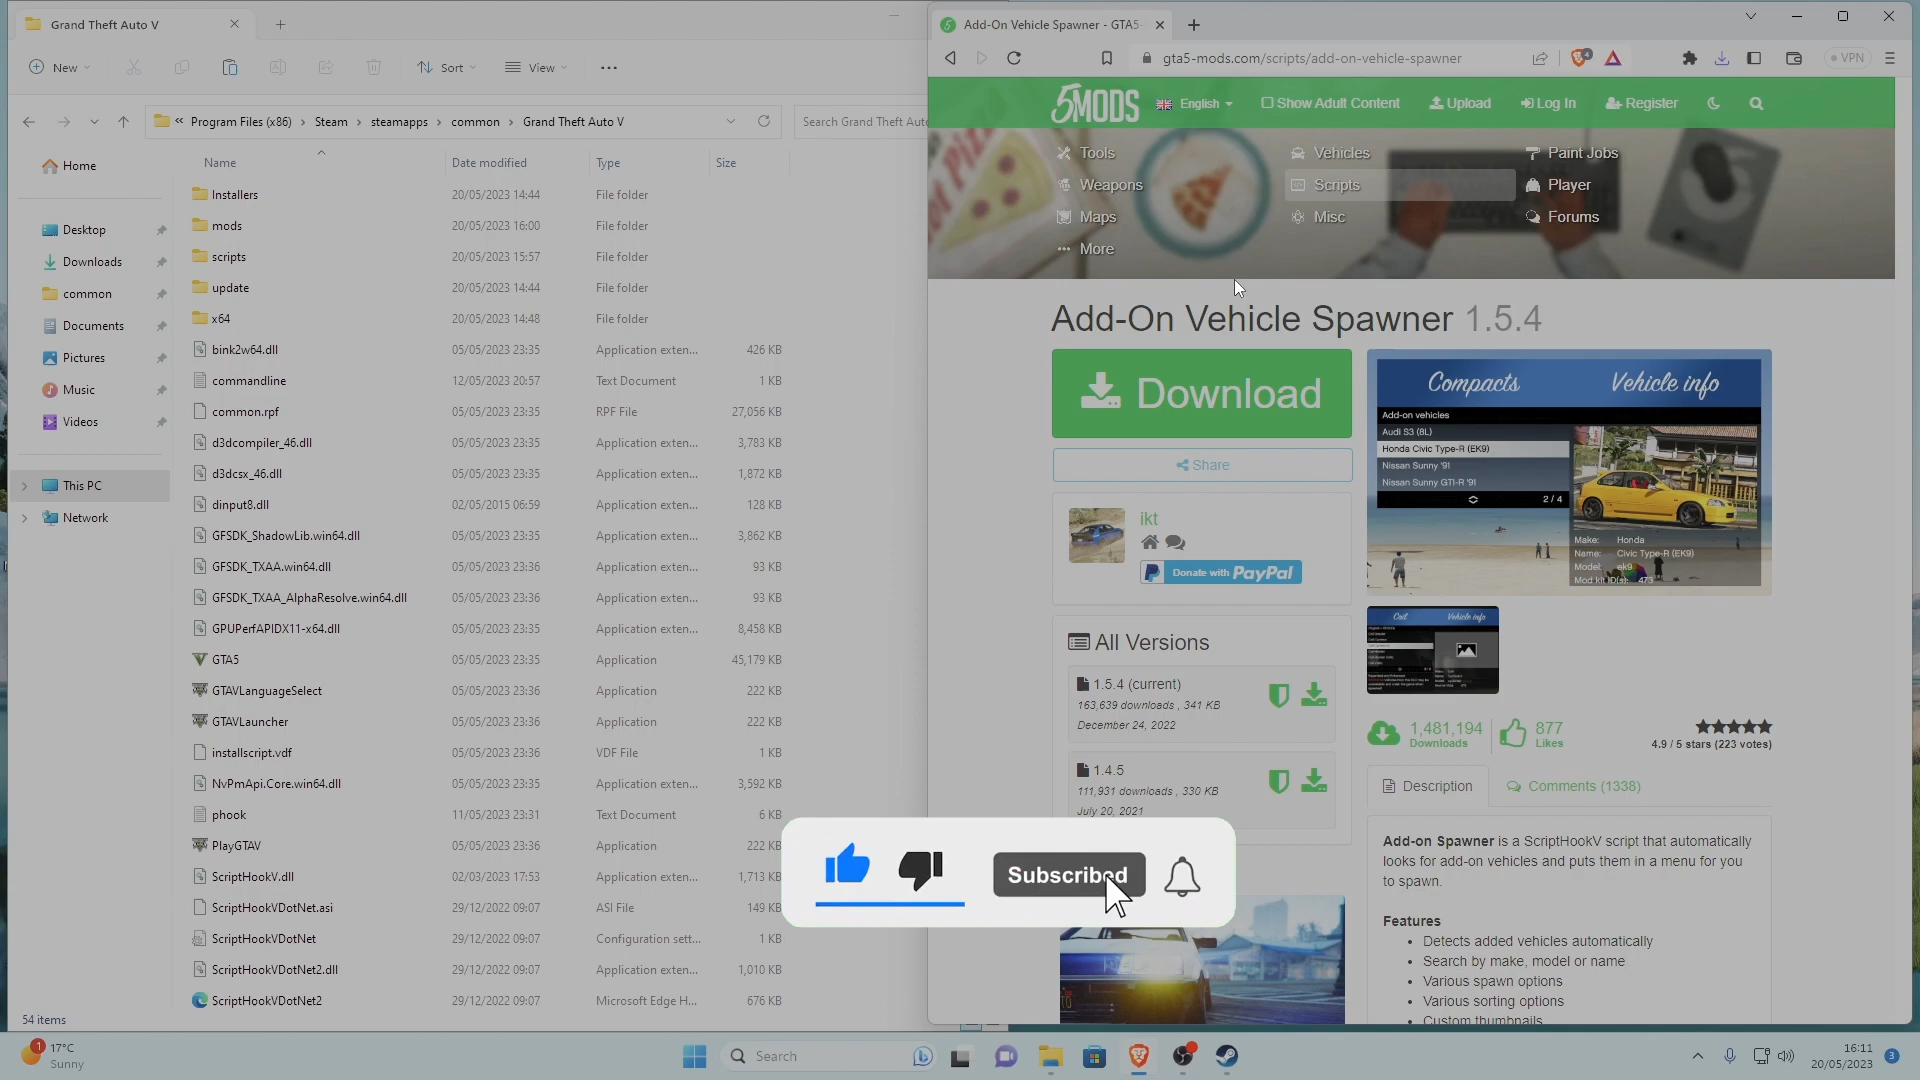 Grand Theft Auto V
New
Sort
View
Program Files (x86) > Steam > steamapps > common > Grand Theft Auto V
Search Grand Theft Auto
Home
Desktop
Downloads
common
Documents
Pictures
Music
Videos
This PC
Network
Name Date modified Type Size
Installers 20/05/2023 14:44 File folder
mods 20/05/2023 16:00 File folder
scripts 20/05/2023 15:57 File folder
update 20/05/2023 14:44 File folder
x64 20/05/2023 14:48 File folder
bink2w64.dll 05/05/2023 23:35 Application exten... 426 KB
commandline 12/05/2023 20:57 Text Document 1 KB
common.rpf 05/05/2023 23:35 RPF File 27,056 KB
d3dcompiler_46.dll 05/05/2023 23:35 Application exten... 3,783 KB
d3dcsx_46.dll 05/05/2023 23:35 Application exten... 1,872 KB
dinput8.dll 02/05/2015 06:59 Application exten... 128 KB
GFSDK_ShadowLib.win64.dll 05/05/2023 23:35 Application exten... 3,862 KB
GFSDK_TXAA.win64.dll 05/05/2023 23:36 Application exten... 93 KB
GFSDK_TXAA_AlphaResolve.win64.dll 05/05/2023 23:36 Application exten... 93 KB
GPUPerfAPIDX11-x64.dll 05/05/2023 23:35 Application exten... 8,458 KB
GTA5 05/05/2023 23:35 Application 45,179 KB
GTAVLanguageSelect 05/05/2023 23:36 Application 222 KB
GTAVLauncher 05/05/2023 23:36 Application 222 KB
installscript.vdf 05/05/2023 23:36 VDF File 1 KB
NvPmApi.Core.win64.dll 05/05/2023 23:35 Application exten... 3,592 KB
phook 11/05/2023 23:31 Text Document 6 KB
PlayGTAV 05/05/2023 23:36 Application 222 KB
ScriptHookV.dll 02/03/2023 17:53 Application exten... 1,713 KB
ScriptHookVDotNet.asi 29/12/2022 09:07 ASI File 149 KB
ScriptHookVDotNet 29/12/2022 09:07 Configuration sett... 1 KB
ScriptHookVDotNet2.dll 29/12/2022 09:07 Application exten... 1,010 KB
ScriptHookVDotNet2 29/12/2022 09:07 Microsoft Edge H... 676 KB
54 items
Add-On Vehicle Spawner - GTA5-
gta5-mods.com/scripts/add-on-vehicle-spawner
4
VPN
5MODS
English
Show Adult Content
Upload
Log In
Register
Tools Vehicles Paint Jobs
Weapons Scripts Player
Maps Misc Forums
More
Add-On Vehicle Spawner 1.5.4
Download
Share
ikt
Donate with PayPal
All Versions
1.5.4 (current)
163,639 downloads , 341 KB
December 24, 2022
1.4.5
111,931 downloads , 330 KB
July 20, 2021
Compacts Vehicle info
Add-on vehicles
Audi S3 (8L)
Honda Civic Type-R (EK9)
Nissan Sunny '91
Nissan Sunny GTI-R '91
2 / 4
Make: Honda
Name: Civic Type-R (EK9)
Model: ek9
Mod kit ID(s): 473
Vehicle info
1,481,194
Downloads
877
Likes
4.9 / 5 stars (223 votes)
Description
Comments (1338)
Add-on Spawner is a ScriptHookV script that automatically
looks for add-on vehicles and puts them in a menu for you
to spawn.
Features
• Detects added vehicles automatically
• Search by make, model or name
• Various spawn options
• Various sorting options
• Custom thumbnails
Subscribed
1
17°C
Sunny
Search
16:11
20/05/2023
3